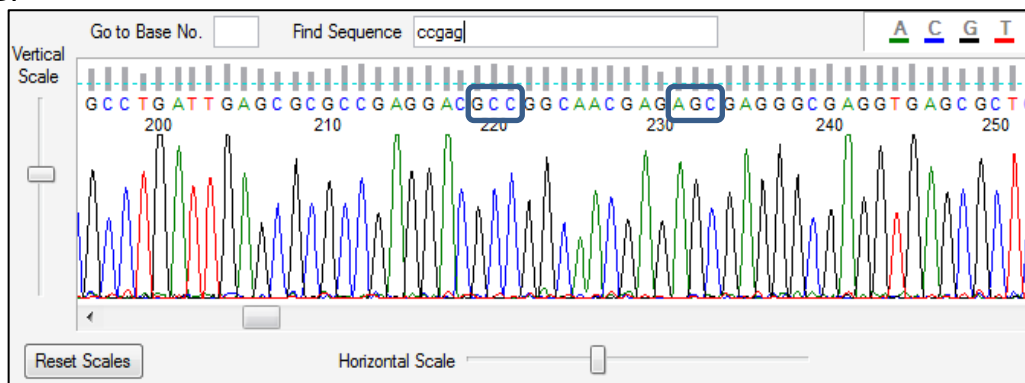 Go to Base No. Find Sequence ccgag A C G T
Vertical
Scale
G C C T G A T T G A G C G C G C C G A G G A C G C C G G C A A C G A G A G C G A G G G C G A G G T G A G C G C T
200 210 220 230 240 250
Reset Scales Horizontal Scale